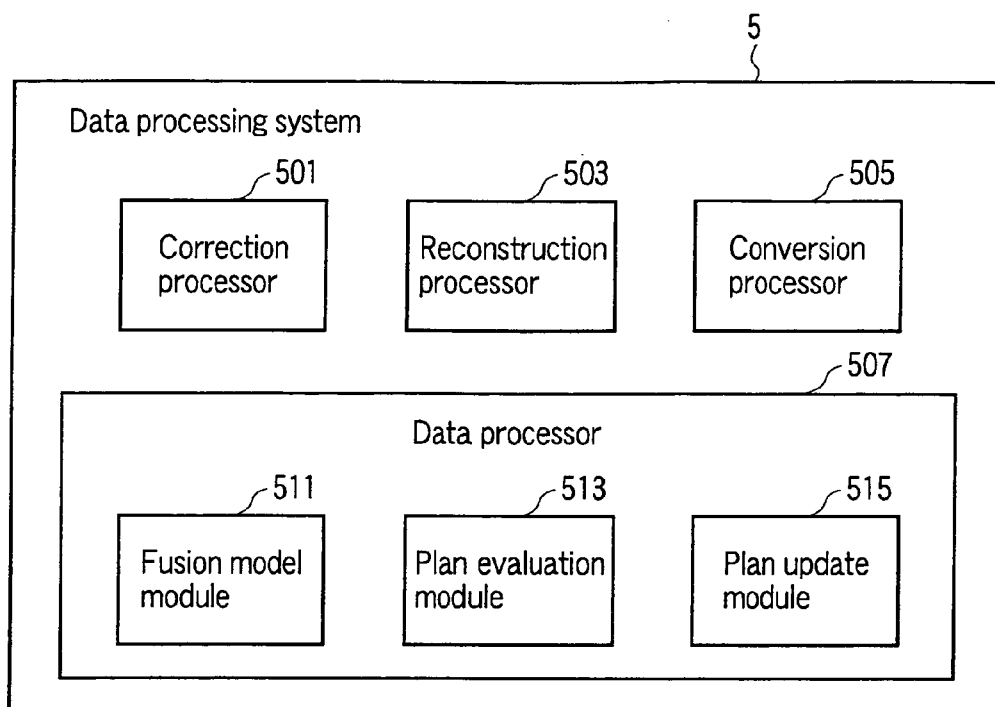 5
Data processing system
501
503
505
Correction
processor
Reconstruction
processor
Conversion
processor
507
Data processor
511
513
515
Fusion model
module
Plan evaluation
module
Plan update
module